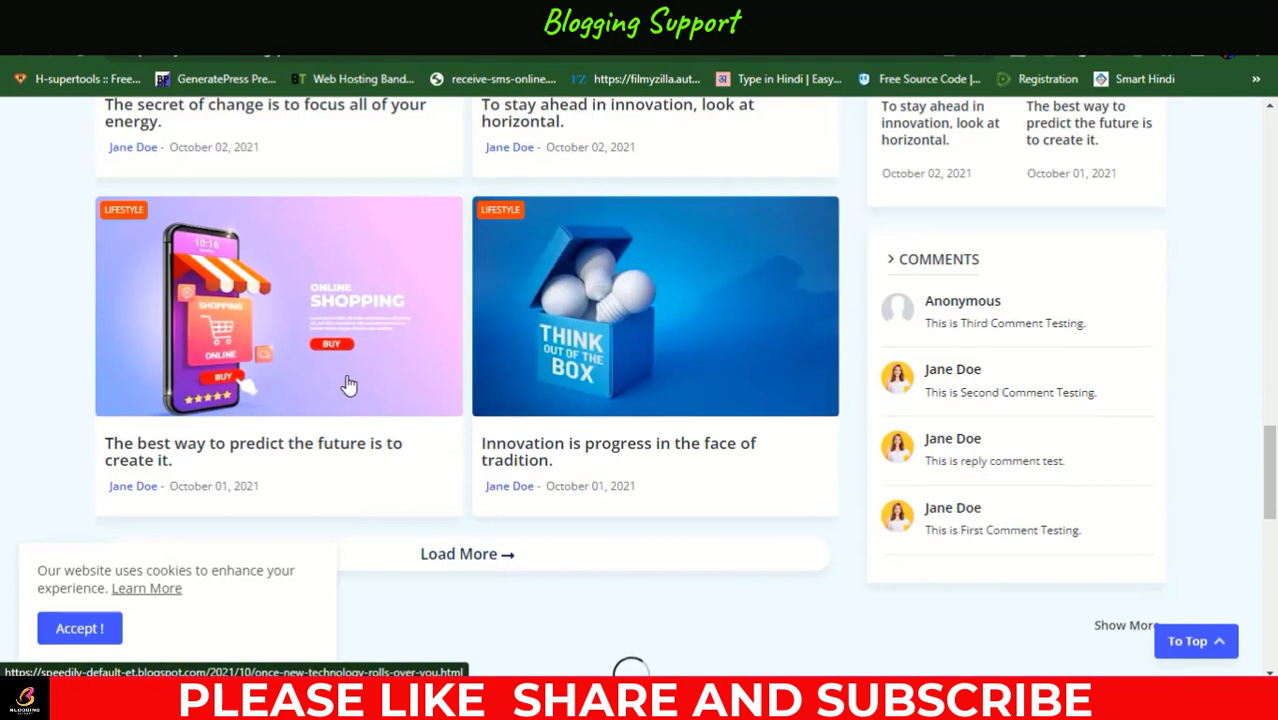 Blogging Support
H-supertools :: Free...
GeneratePress Pre...
Web Hosting Band...
receive-sms-online....
https://filmyzilla.aut...
Type in Hindi | Easy...
Free Source Code |...
Registration
Smart Hindi
»
The secret of change is to focus all of your
energy.
Jane Doe - October 02, 2021
To stay ahead in innovation, look at
horizontal.
Jane Doe - October 02, 2021
To stay ahead in
innovation, look at
horizontal.
October 02, 2021
The best way to
predict the future is
to create it.
October 01, 2021
LIFESTYLE
10:16
SHOPPING
ONLINE
BUY
ONLINE
SHOPPING
BUY
LIFESTYLE
THINK
OUT OF THE
BOX
The best way to predict the future is to
create it.
Jane Doe - October 01, 2021
Innovation is progress in the face of
tradition.
Jane Doe - October 01, 2021
COMMENTS
Anonymous
This is Third Comment Testing.
Jane Doe
This is Second Comment Testing.
Jane Doe
This is reply comment test.
Jane Doe
This is First Comment Testing.
Load More →
Our website uses cookies to enhance your
experience. Learn More
Accept !
Show More
To Top
https://speedily-default-et.blogspot.com/2021/10/once-new-technology-rolls-over-you.html
PLEASE LIKE SHARE AND SUBSCRIBE